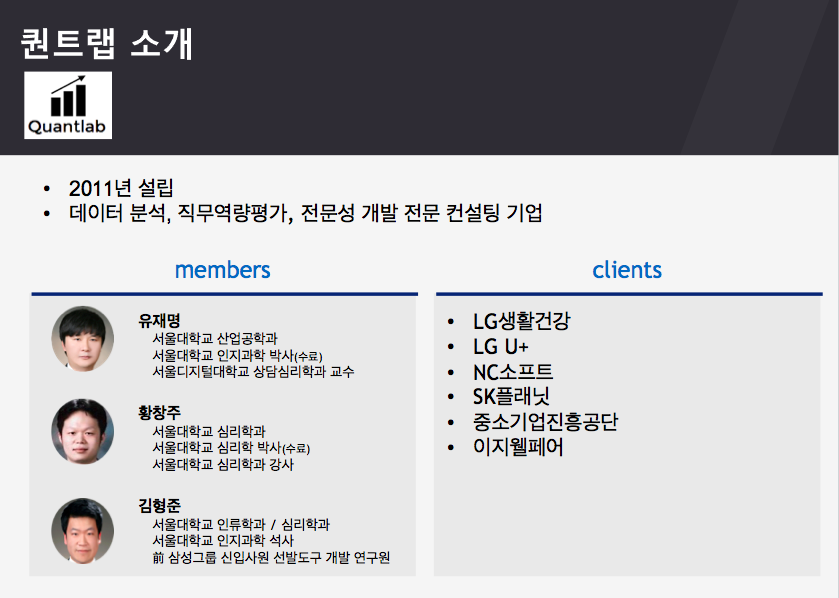 퀀트랩 소개
Quantlab
• 2011년 설립
• 데이터 분석, 직무역량평가, 전문성 개발 전문 컨설팅 기업
members
유재명
서울대학교 산업공학과
서울대학교 인지과학 박사(수료)
서울디지털대학교 상담심리학과 교수
황창주
서울대학교 심리학과
서울대학교 심리학 박사(수료)
서울대학교 심리학과 강사
김형준
서울대학교 인류학과 / 심리학과
서울대학교 인지과학 석사
前 삼성그룹 신입사원 선발도구 개발 연구원
clients
• LG생활건강
• LG U+
• NC소프트
• SK플래닛
• 중소기업진흥공단
• 이지웰페어